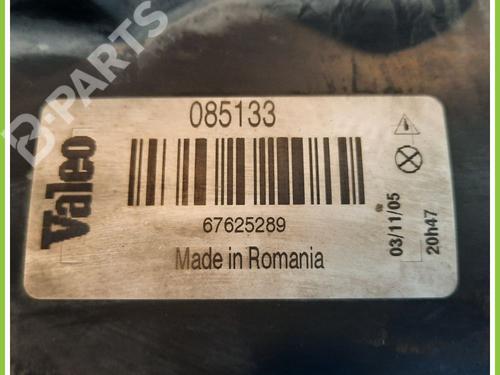 B-PARTS
Valeo
085133
67625289
Made in Romania
03/11/05
20h47